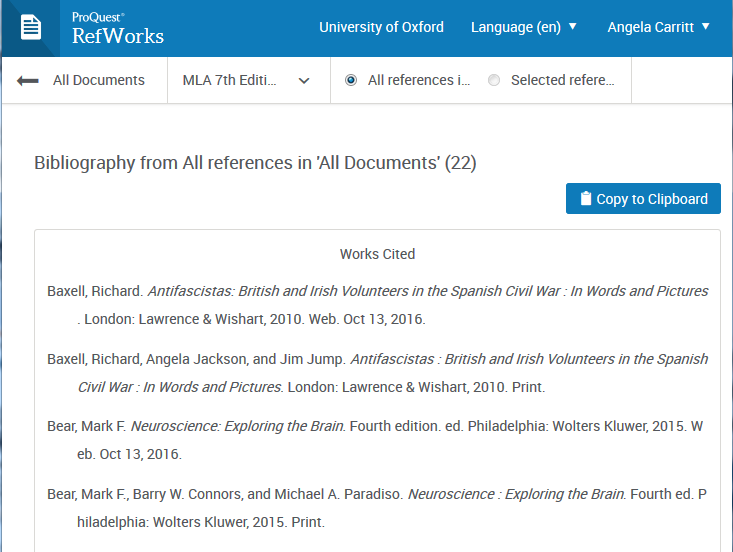 ProQuest®
RefWorks
University of Oxford Language (en) Angela Carritt
All Documents MLA 7th Editi... All references i... Selected refere...
Bibliography from All references in 'All Documents' (22)
Copy to Clipboard
Works Cited
Baxell, Richard. Antifascistas: British and Irish Volunteers in the Spanish Civil War : In Words and Pictures
. London: Lawrence & Wishart, 2010. Web. Oct 13, 2016.
Baxell, Richard, Angela Jackson, and Jim Jump. Antifascistas : British and Irish Volunteers in the Spanish
Civil War : In Words and Pictures. London: Lawrence & Wishart, 2010. Print.
Bear, Mark F. Neuroscience: Exploring the Brain. Fourth edition. ed. Philadelphia: Wolters Kluwer, 2015. W
eb. Oct 13, 2016.
Bear, Mark F., Barry W. Connors, and Michael A. Paradiso. Neuroscience : Exploring the Brain. Fourth ed. P
hiladelphia: Wolters Kluwer, 2015. Print.